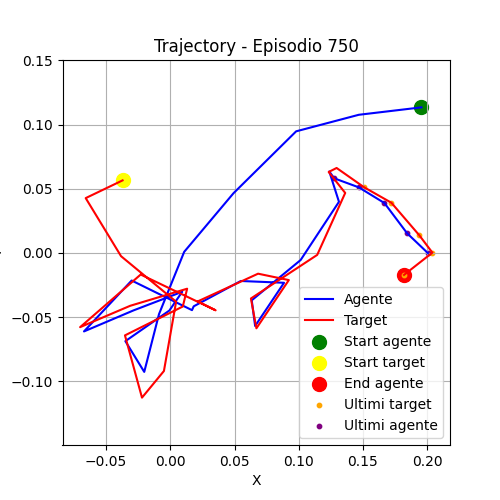 Trajectory - Episodio 750
0.15
0.10
0.05
0.00
−0.05
−0.10
Agente
Target
Start agente
Start target
End agente
Ultimi target
Ultimi agente
−0.05 0.00 0.05 0.10 0.15 0.20
X